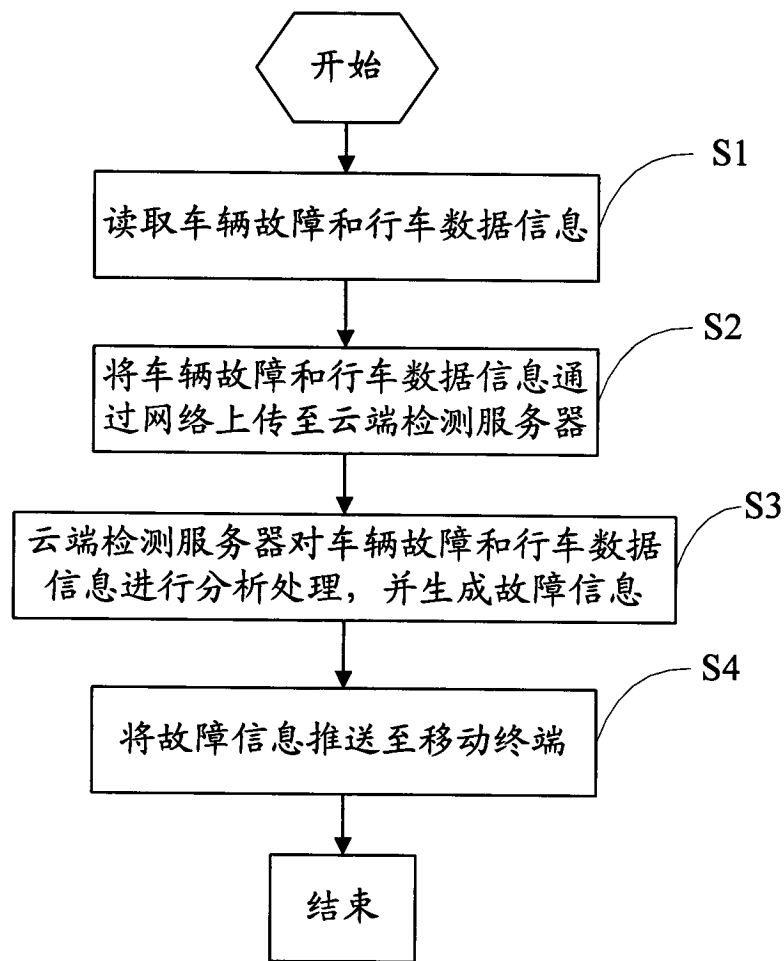 开始
S1
读取车辆故障和行车数据信息
S2
将车辆故障和行车数据信息通
过网络上传至云端检测服务器
S3
云端检测服务器对车辆故障和行车数据
信息进行分析处理，并生成故障信息
S4
将故障信息推送至移动终端
结束